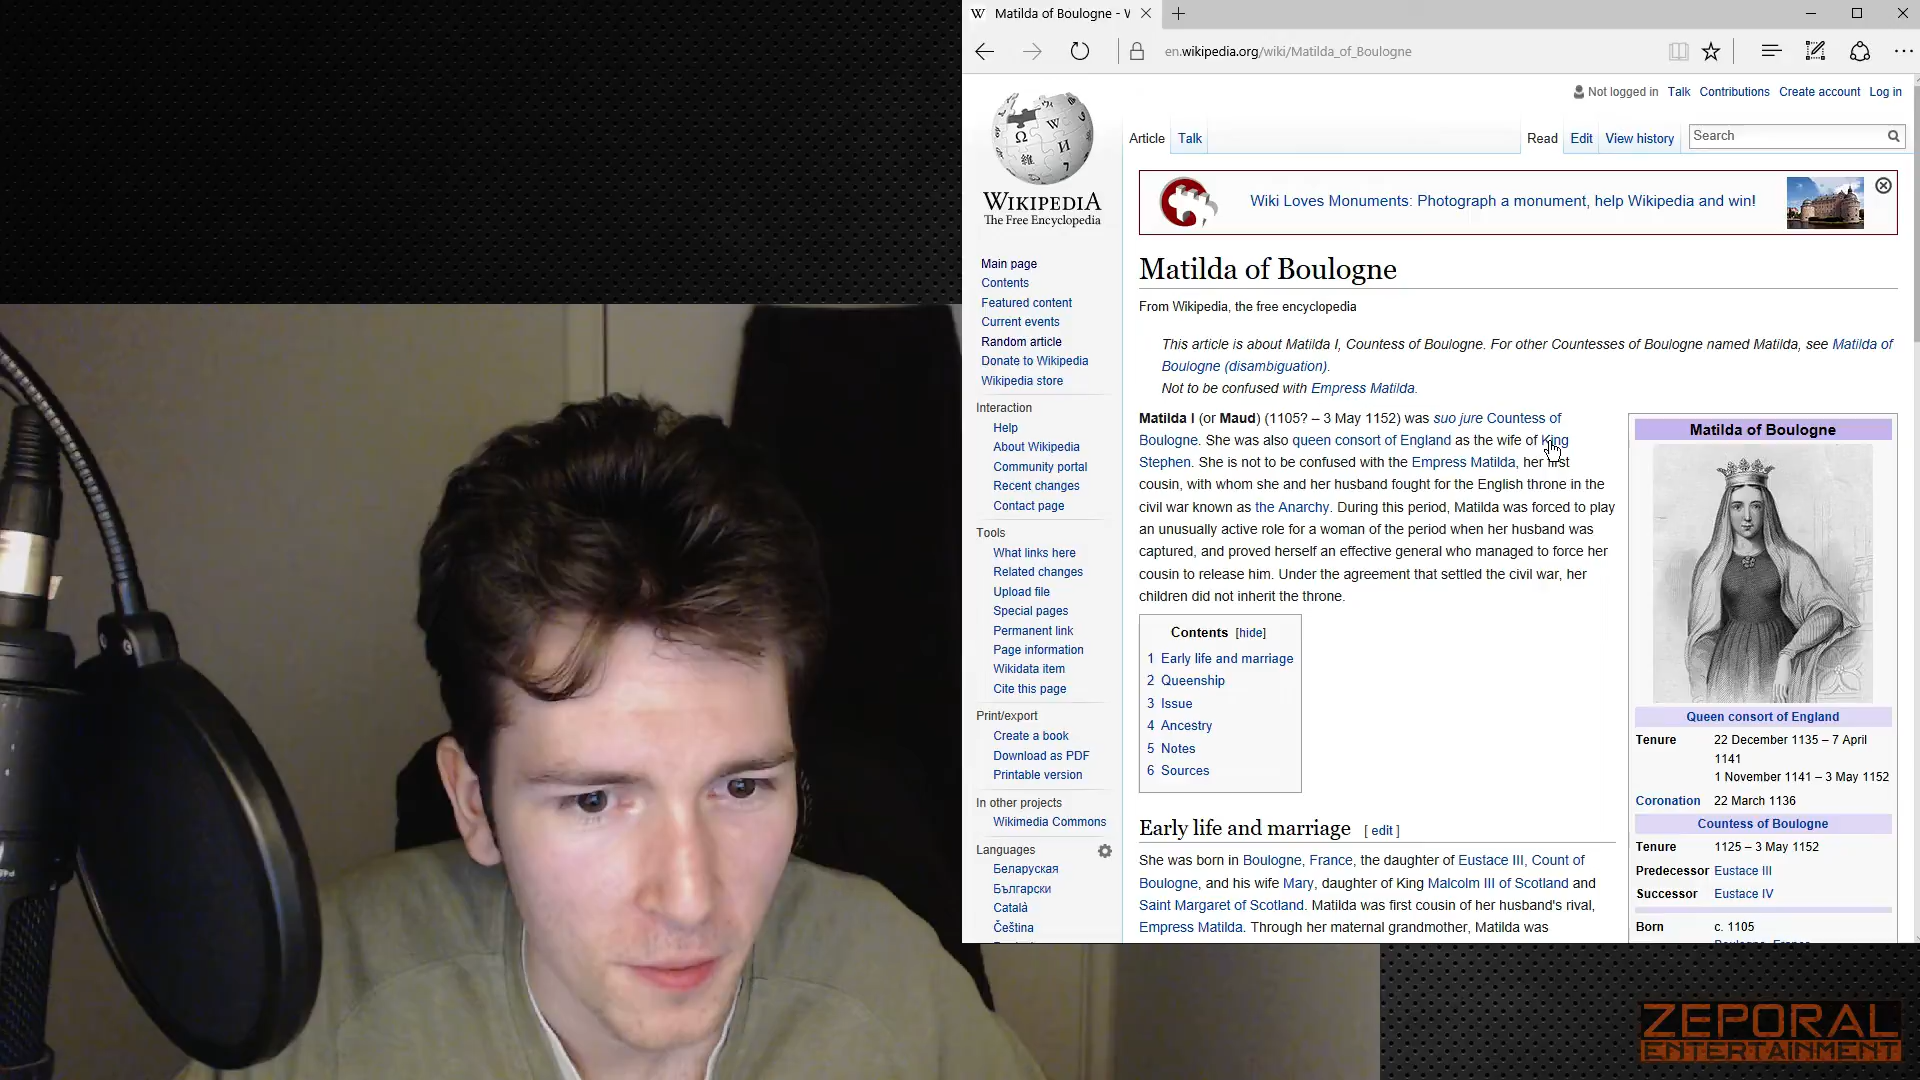 Matilda of Boulogne - W
en.wikipedia.org/wiki/Matilda_of_Boulogne
Not logged in Talk Contributions Create account Log in
Article Talk Read Edit View history Search
WIKIPEDIA
The Free Encyclopedia
Wiki Loves Monuments: Photograph a monument, help Wikipedia and win!
Main page
Contents
Featured content
Current events
Random article
Donate to Wikipedia
Wikipedia store
Interaction
Help
About Wikipedia
Community portal
Recent changes
Contact page
Tools
What links here
Related changes
Upload file
Special pages
Permanent link
Page information
Wikidata item
Cite this page
Print/export
Create a book
Download as PDF
Printable version
In other projects
Wikimedia Commons
Languages
Беларуская
Български
Català
Čeština
Matilda of Boulogne
From Wikipedia, the free encyclopedia
This article is about Matilda I, Countess of Boulogne. For other Countesses of Boulogne named Matilda, see Matilda of
Boulogne (disambiguation).
Not to be confused with Empress Matilda.
Matilda I (or Maud) (1105? – 3 May 1152) was suo jure Countess of
Boulogne. She was also queen consort of England as the wife of King
Stephen. She is not to be confused with the Empress Matilda, her first
cousin, with whom she and her husband fought for the English throne in the
civil war known as the Anarchy. During this period, Matilda was forced to play
an unusually active role for a woman of the period when her husband was
captured, and proved herself an effective general who managed to force her
cousin to release him. Under the agreement that settled the civil war, her
children did not inherit the throne.
Contents [hide]
1 Early life and marriage
2 Queenship
3 Issue
4 Ancestry
5 Notes
6 Sources
Early life and marriage [ edit ]
She was born in Boulogne, France, the daughter of Eustace III, Count of
Boulogne, and his wife Mary, daughter of King Malcolm III of Scotland and
Saint Margaret of Scotland. Matilda was first cousin of her husband's rival,
Empress Matilda. Through her maternal grandmother, Matilda was
Matilda of Boulogne
Queen consort of England
Tenure 22 December 1135 – 7 April
1141
1 November 1141 – 3 May 1152
Coronation 22 March 1136
Countess of Boulogne
Tenure 1125 – 3 May 1152
Predecessor Eustace III
Successor Eustace IV
Born c. 1105
Boulogne, France
ZEPORAL
ENTERTAINMENT